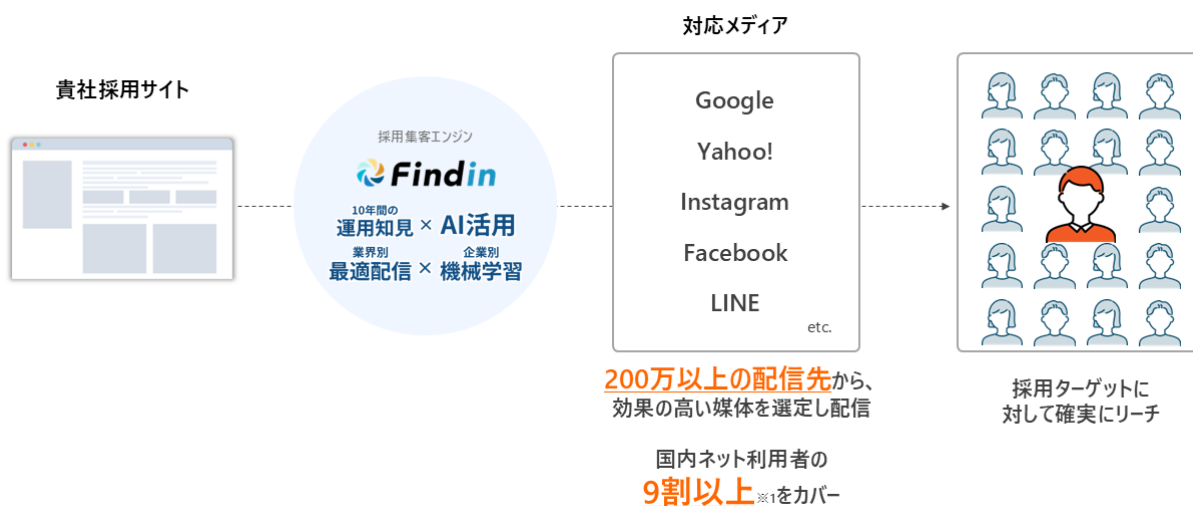 貴社採用サイト
採用集客エンジン
Findin
10年間の
運用知見 × AI活用
業界別 企業別
最適配信 × 機械学習
対応メディア
Google
Yahoo!
Instagram
Facebook
LINE
etc.
200万以上の配信先から、
効果の高い媒体を選定し配信
国内ネット利用者の
9割以上※1をカバー
採用ターゲットに
対して確実にリーチ